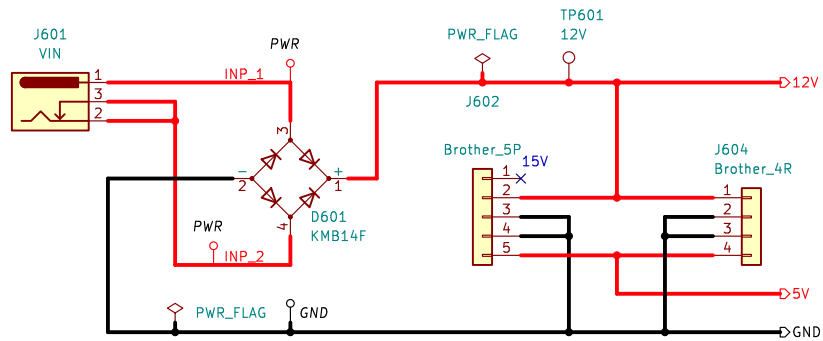 J601
VIN
1
3
2
INP_1
PWR
PWR_FLAG
TP601
12V
J602
12V
3
-
2
+
1
4
D601
KMB14F
PWR
INP_2
Brother_5P
15V
1
2
3
4
5
J604
Brother_4R
1
2
3
4
5V
PWR_FLAG
GND
GND